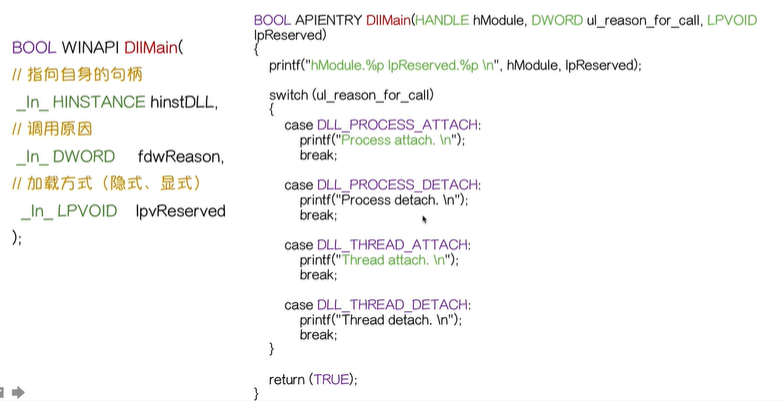 BOOL WINAPI DllMain(
// 指向自身的句柄
_In_ HINSTANCE hinstDLL,
// 调用原因
_In_ DWORD fdwReason,
// 加载方式（隐式、显式）
_In_ LPVOID lpvReserved
);
BOOL APIENTRY DllMain(HANDLE hModule, DWORD ul_reason_for_call, LPVOID
lpReserved)
{
printf("hModule.%p lpReserved.%p \n", hModule, lpReserved);
switch (ul_reason_for_call)
{
case DLL_PROCESS_ATTACH:
printf("Process attach. \n");
break;
case DLL_PROCESS_DETACH:
printf("Process detach. \n");
break;
case DLL_THREAD_ATTACH:
printf("Thread attach. \n");
break;
case DLL_THREAD_DETACH:
printf("Thread detach. \n");
break;
}
return (TRUE);
}